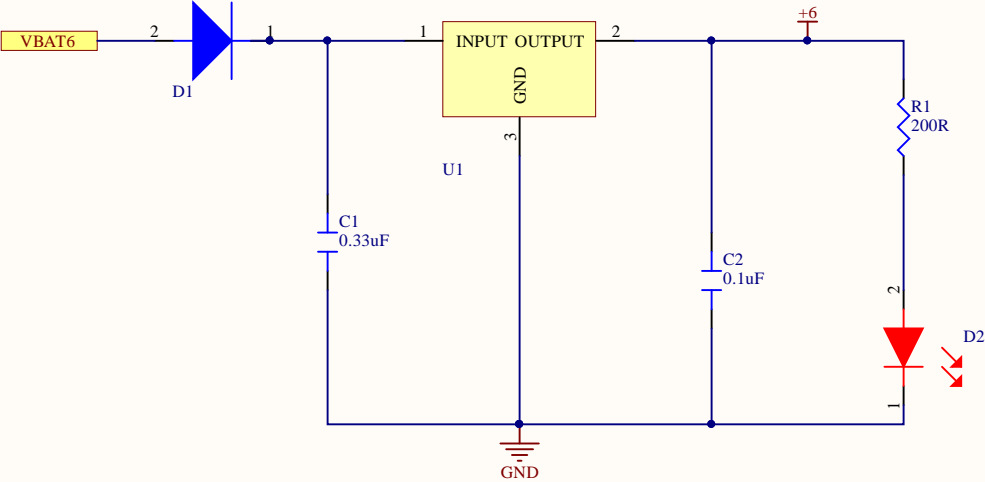 +6
VBAT6
2
1
1
INPUT OUTPUT
2
GND
D1
R1
200R
3
U1
C1
0.33uF
C2
0.1uF
2
D2
1
GND